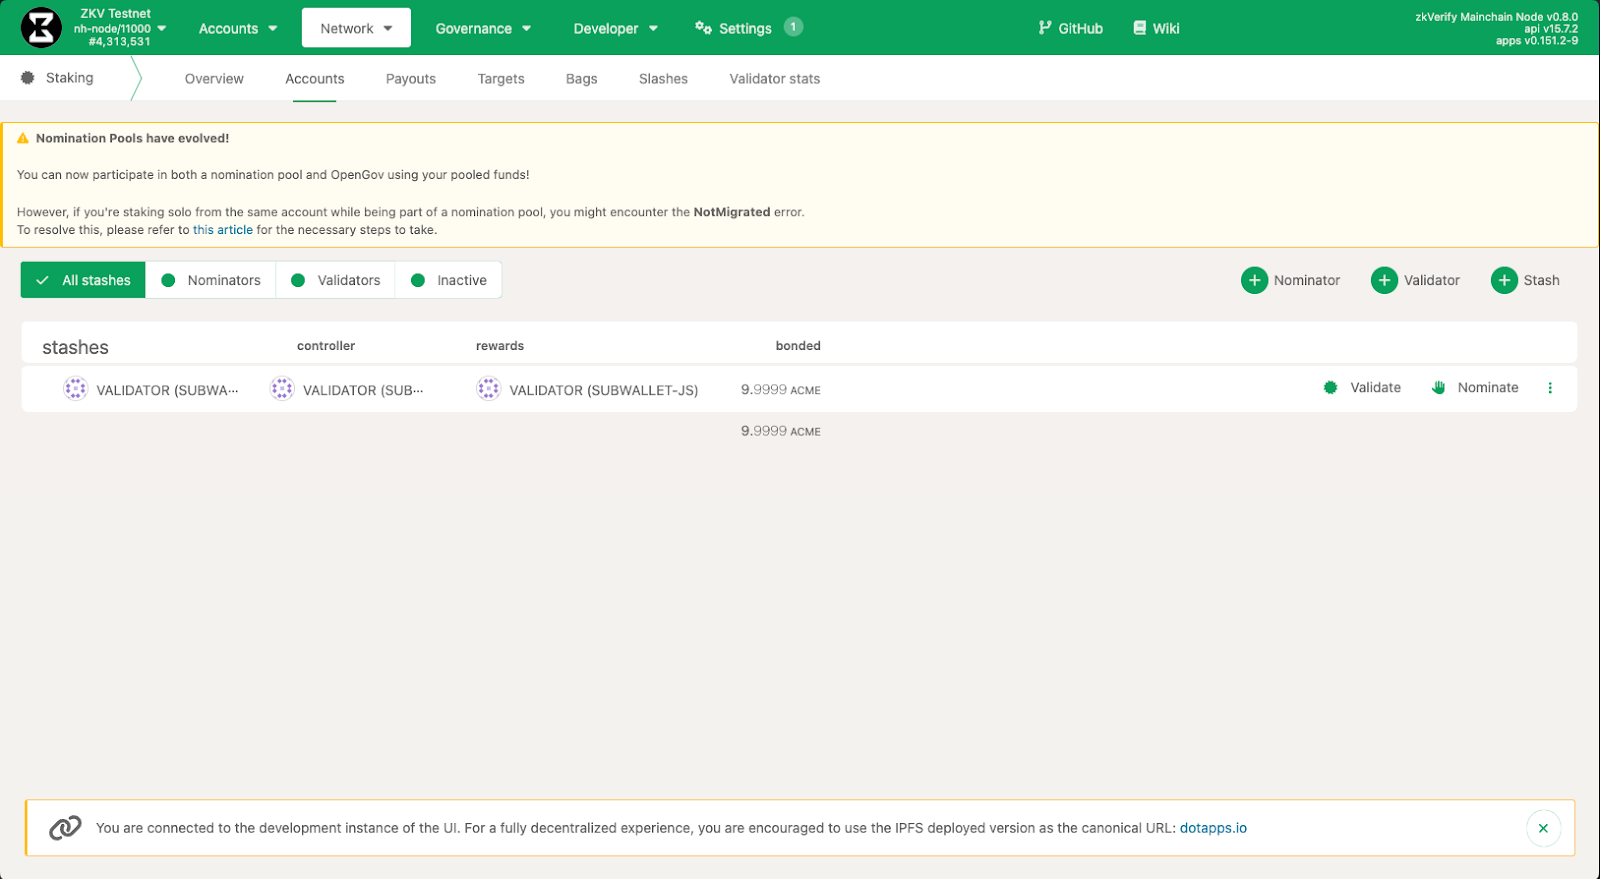 ZKV Testnet
nh-node/11000
#4,313,531
Accounts
Network
Governance
Developer
Settings 1
GitHub
Wiki
zkVerify Mainchain Node v0.8.0
api v15.7.2
apps v0.151.2-9
Staking
Overview
Accounts
Payouts
Targets
Bags
Slashes
Validator stats
Nomination Pools have evolved!
You can now participate in both a nomination pool and OpenGov using your pooled funds!
However, if you're staking solo from the same account while being part of a nomination pool, you might encounter the NotMigrated error.
To resolve this, please refer to this article for the necessary steps to take.
All stashes
Nominators
Validators
Inactive
Nominator
Validator
Stash
stashes
controller
rewards
bonded
VALIDATOR (SUBWA···
VALIDATOR (SUB···
VALIDATOR (SUBWALLET-JS)
9.9999 ACME
Validate
Nominate
9.9999 ACME
You are connected to the development instance of the UI. For a fully decentralized experience, you are encouraged to use the IPFS deployed version as the canonical URL: dotapps.io